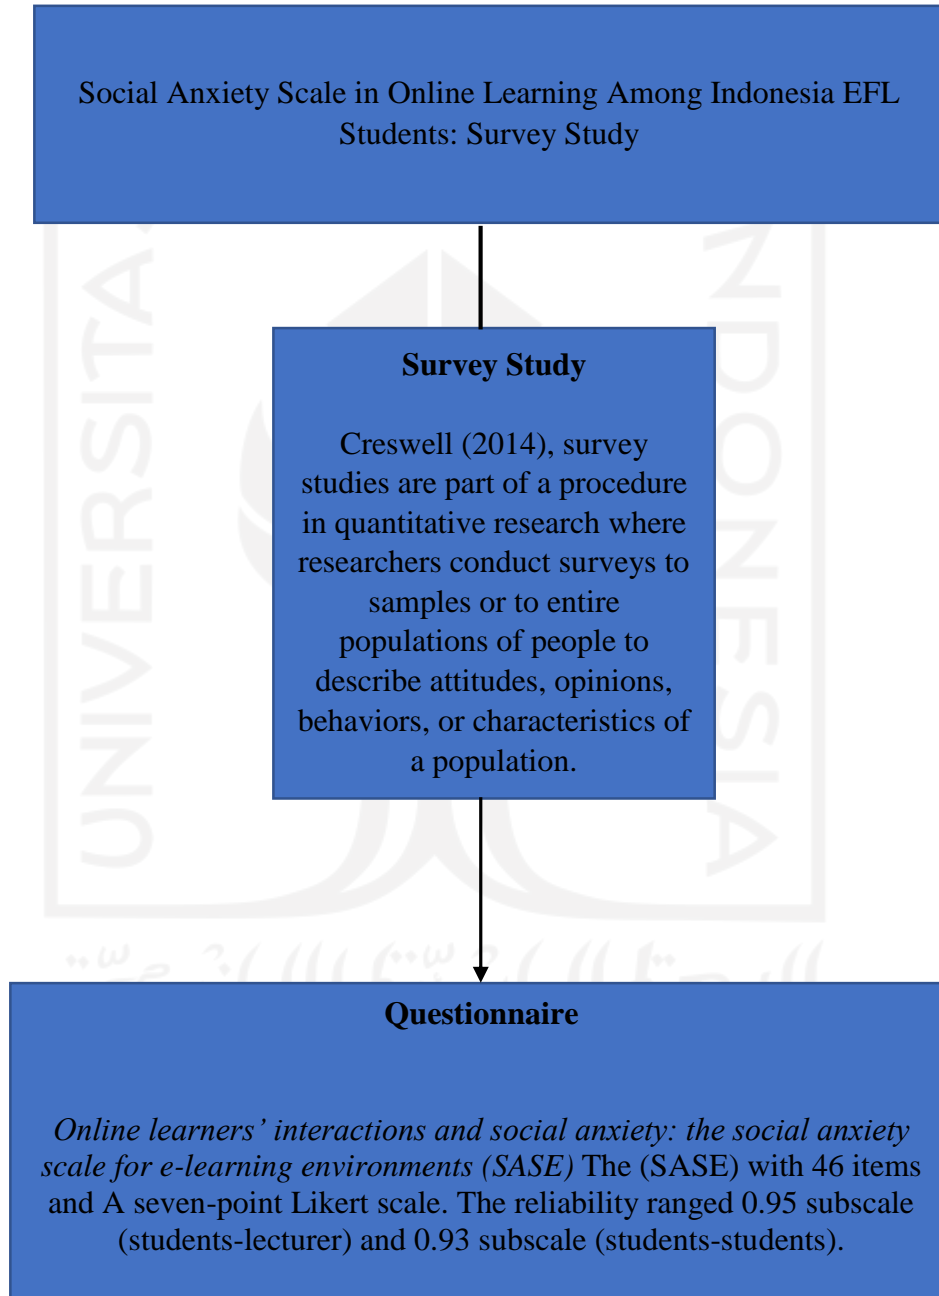 Social Anxiety Scale in Online Learning Among Indonesia EFL
Students: Survey Study
UNIVERSITA
NDONESIA
Survey Study
Creswell (2014), survey
studies are part of a procedure
in quantitative research where
researchers conduct surveys to
samples or to entire
populations of people to
describe attitudes, opinions,
behaviors, or characteristics of
a population.
Questionnaire
Online learners’ interactions and social anxiety: the social anxiety
scale for e-learning environments (SASE) The (SASE) with 46 items
and A seven-point Likert scale. The reliability ranged 0.95 subscale
(students-lecturer) and 0.93 subscale (students-students).